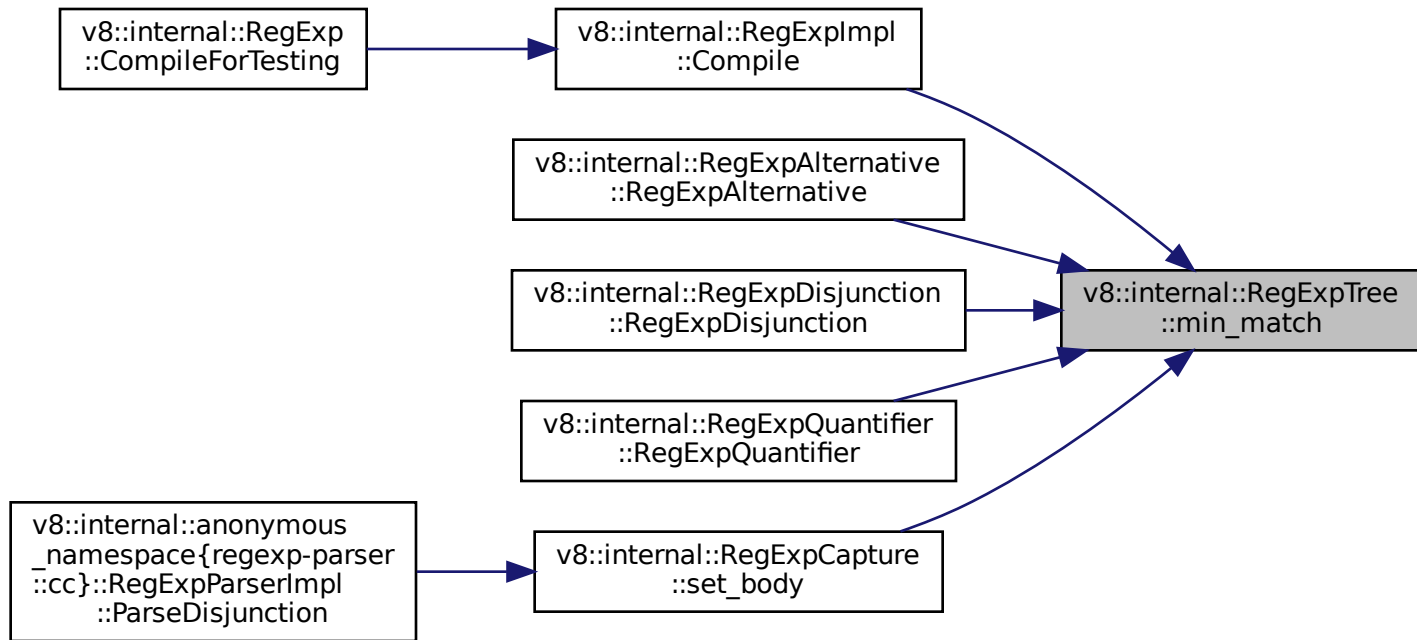 v8::internal::RegExp
::CompileForTesting
v8::internal::RegExpImpl
::Compile
v8::internal::RegExpAlternative
::RegExpAlternative
v8::internal::RegExpDisjunction
::RegExpDisjunction
v8::internal::RegExpTree
::min_match
v8::internal::RegExpQuantifier
::RegExpQuantifier
v8::internal::anonymous
_namespace{regexp-parser
::cc}::RegExpParserImpl
::ParseDisjunction
v8::internal::RegExpCapture
::set_body